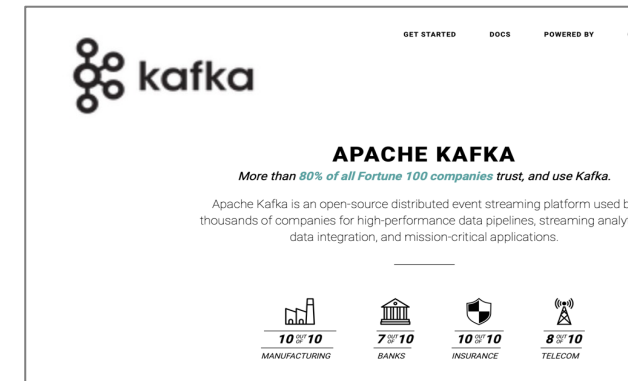 GET STARTED DOCS POWERED BY
kafka
APACHE KAFKA
More than 80% of all Fortune 100 companies trust, and use Kafka.
Apache Kafka is an open-source distributed event streaming platform used
thousands of companies for high-performance data pipelines, streaming
data integration, and mission-critical applications.
10 OUT OF 10 7 OUT OF 10 10 OUT OF 10 8 OUT OF 10
MANUFACTURING BANKS INSURANCE TELECOM